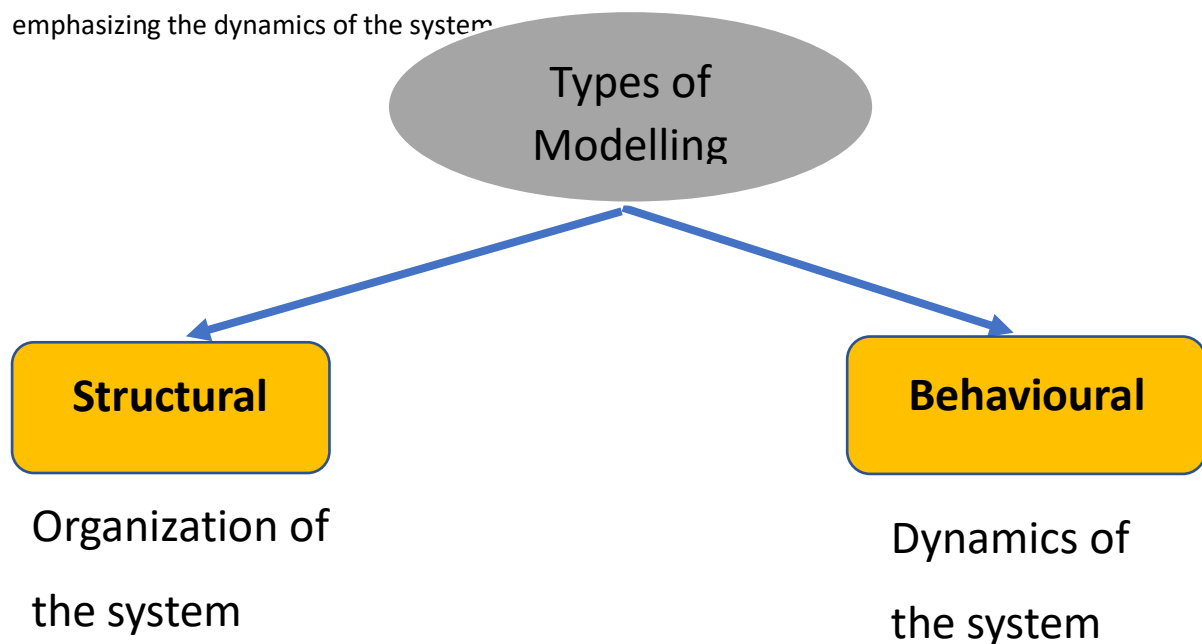 emphasizing the dynamics of the system
Types of
Modelling
Structural
Behavioural
Organization of
the system
Dynamics of
the system